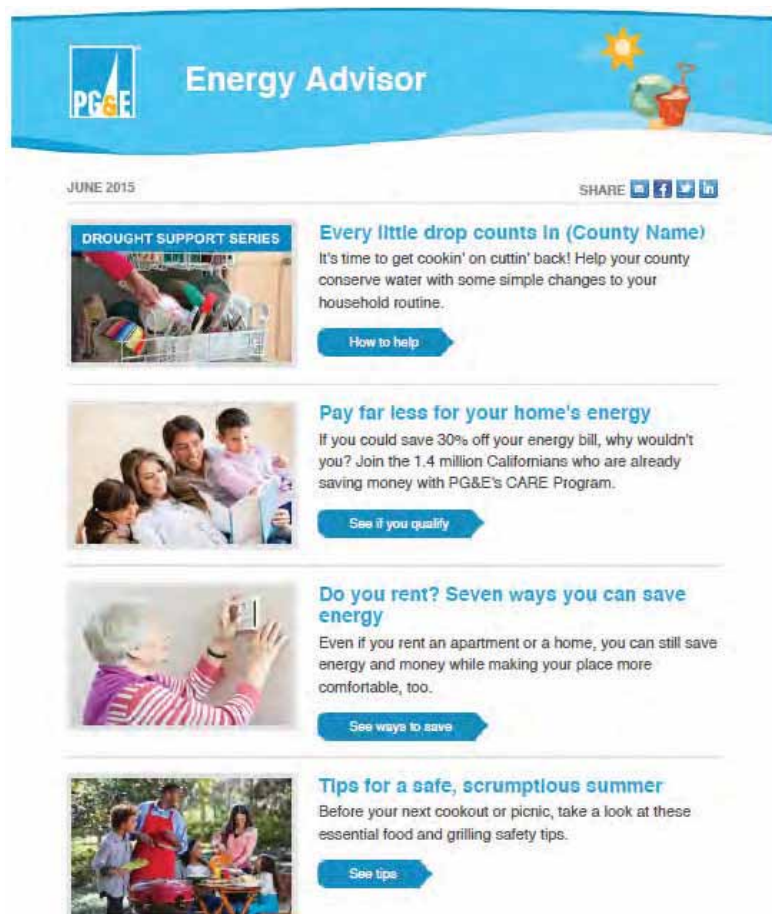 PG&E
Energy Advisor
JUNE 2015
SHARE
in
DROUGHT SUPPORT SERIES
Every little drop counts in (County Name)
It's time to get cookin' on cuttin' back! Help your county
conserve water with some simple changes to your
household routine.
How to help
Pay far less for your home's energy
If you could save 30% off your energy bill, why wouldn't
you? Join the 1.4 million Californians who are already
saving money with PG&E's CARE Program.
See if you qualify
Do you rent? Seven ways you can save
energy
Even if you rent an apartment or a home, you can still save
energy and money while making your place more
comfortable, too.
See ways to save
Tips for a safe, scrumptious summer
Before your next cookout or picnic, take a look at these
essential food and grilling safety tips.
See tips